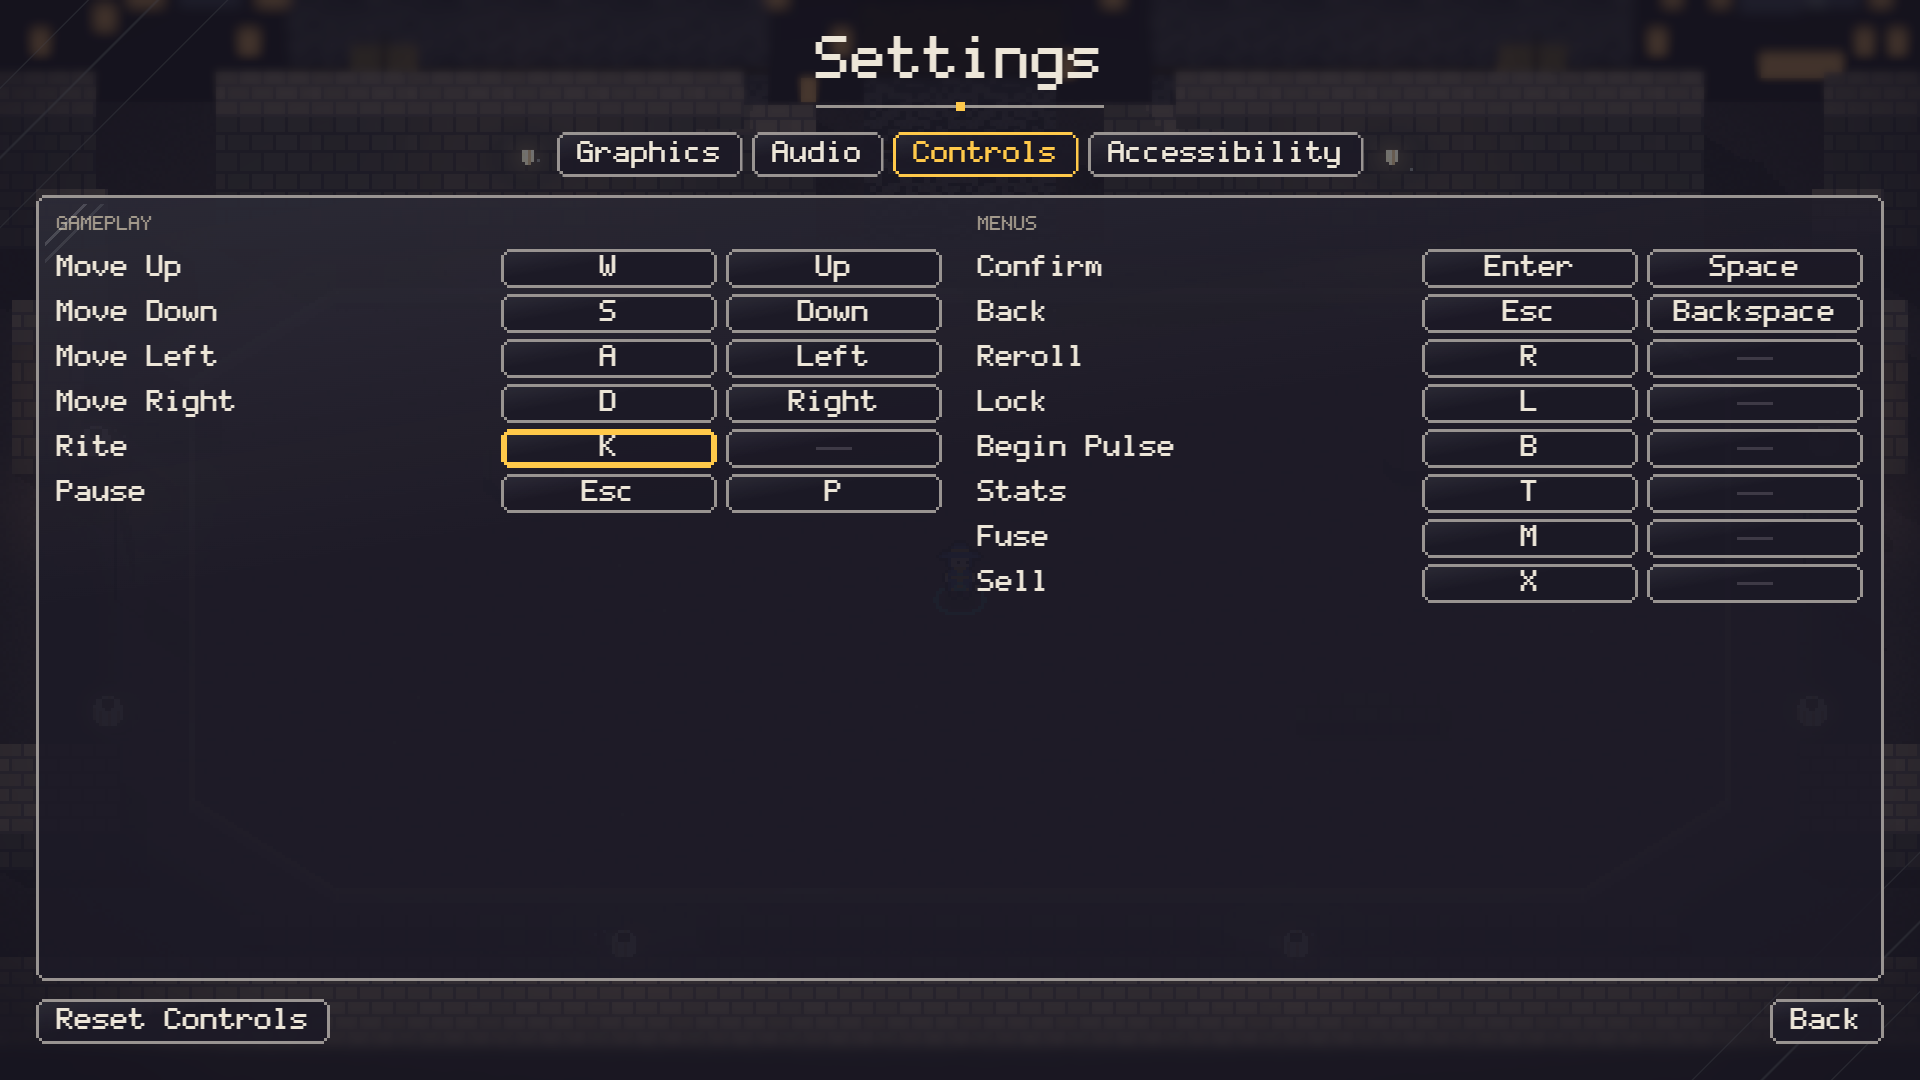 Settings
Graphics Audio Controls Accessibility
GAMEPLAY
Move Up W Up
Move Down S Down
Move Left A Left
Move Right D Right
Rite K —
Pause Esc P
MENUS
Confirm Enter Space
Back Esc Backspace
Reroll R —
Lock L —
Begin Pulse B —
Stats T —
Fuse M —
Sell X —
Reset Controls Back